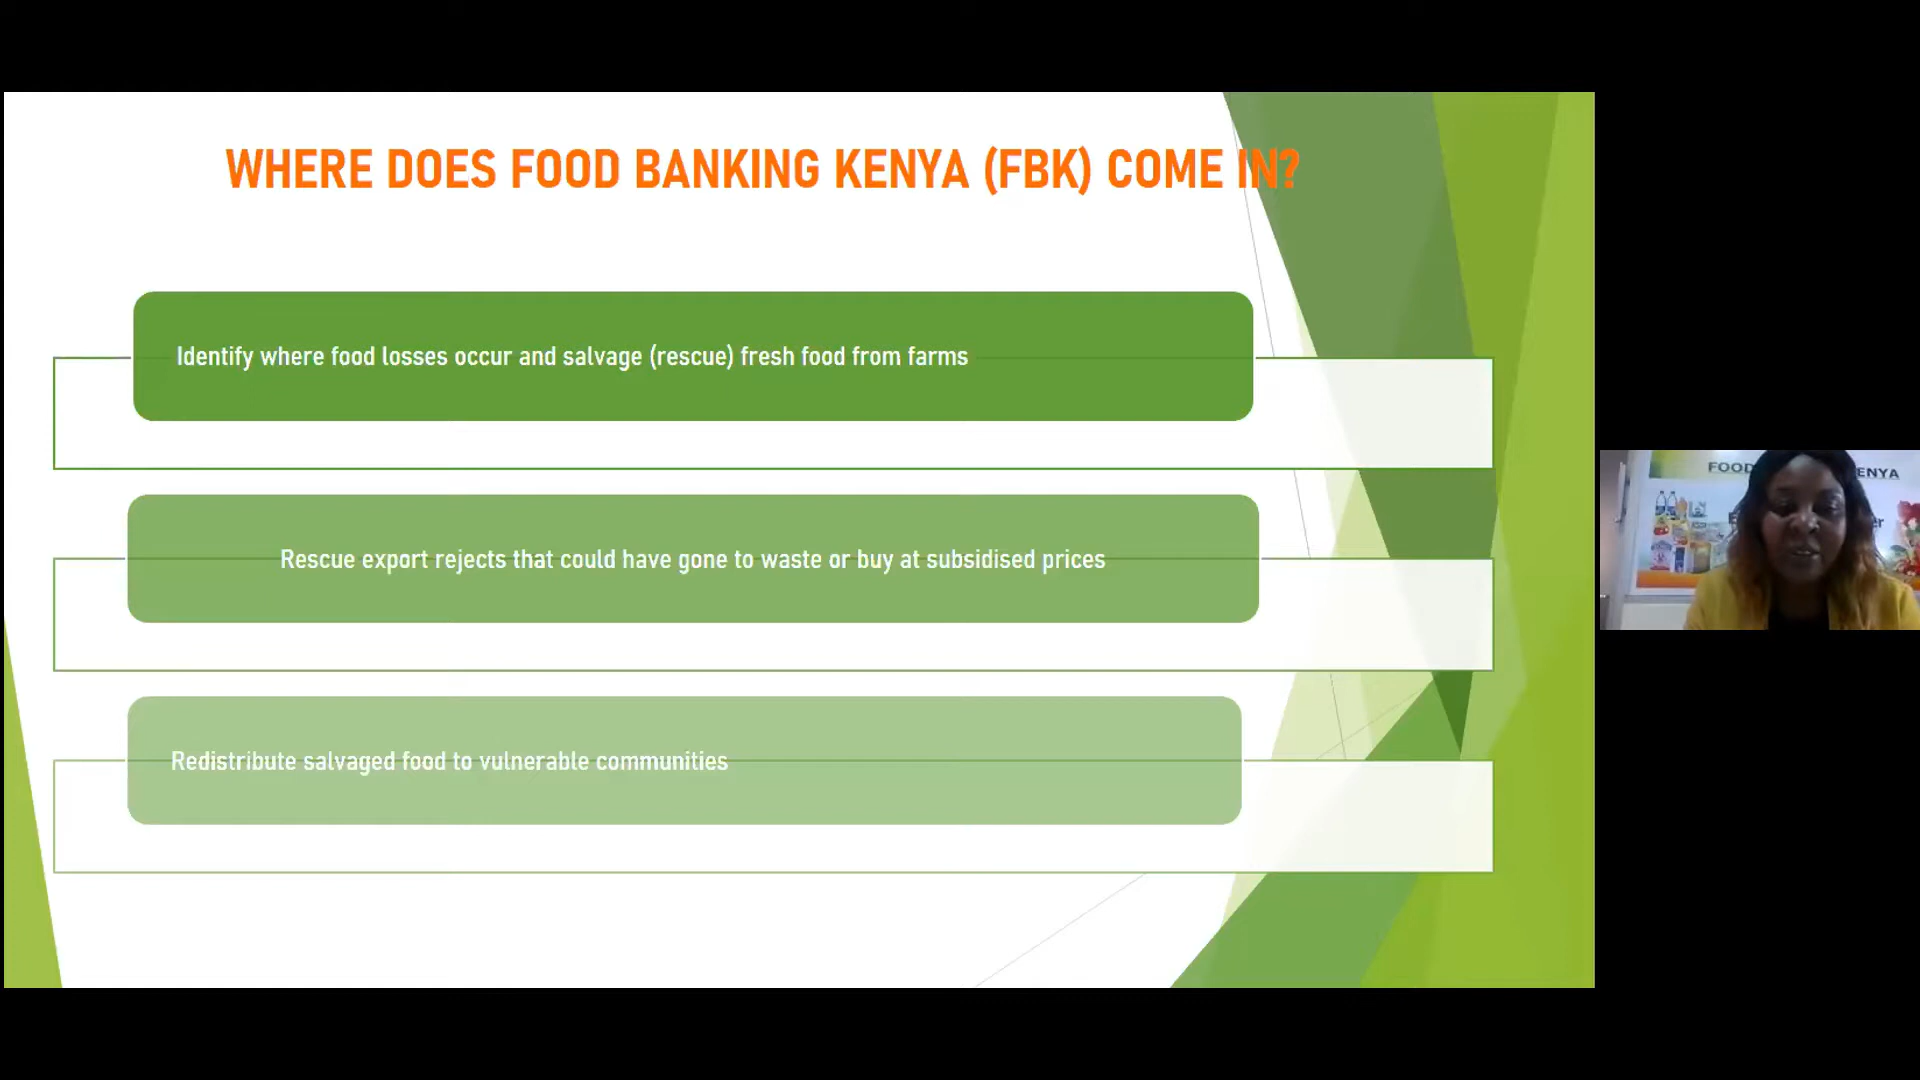 WHERE DOES FOOD BANKING KENYA (FBK) COME IN?
Identify where food losses occur and salvage (rescue) fresh food from farms
Rescue export rejects that could have gone to waste or buy at subsidised prices
Redistribute salvaged food to vulnerable communities
FOOD ENYA